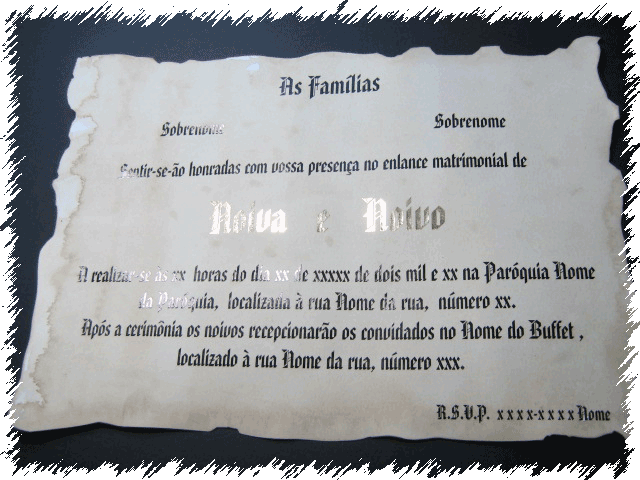 As Famílias
Sobrenome Sobrenome
Sentir-se-ão honradas com vossa presença no enlance matrimonial de
Noiva e Noivo
A realizar-se às xx horas do dia xx de xxxxx de dois mil e xx na Paróquia Nome
da Paróquia, localizana à rua Nome da rua, número xx.
Após a cerimônia os noivos recepcionarão os convidados no Nome do Buffet ,
localizado à rua Nome da rua, número xxx.
R.S.V.P. xxxx-xxxx Nome